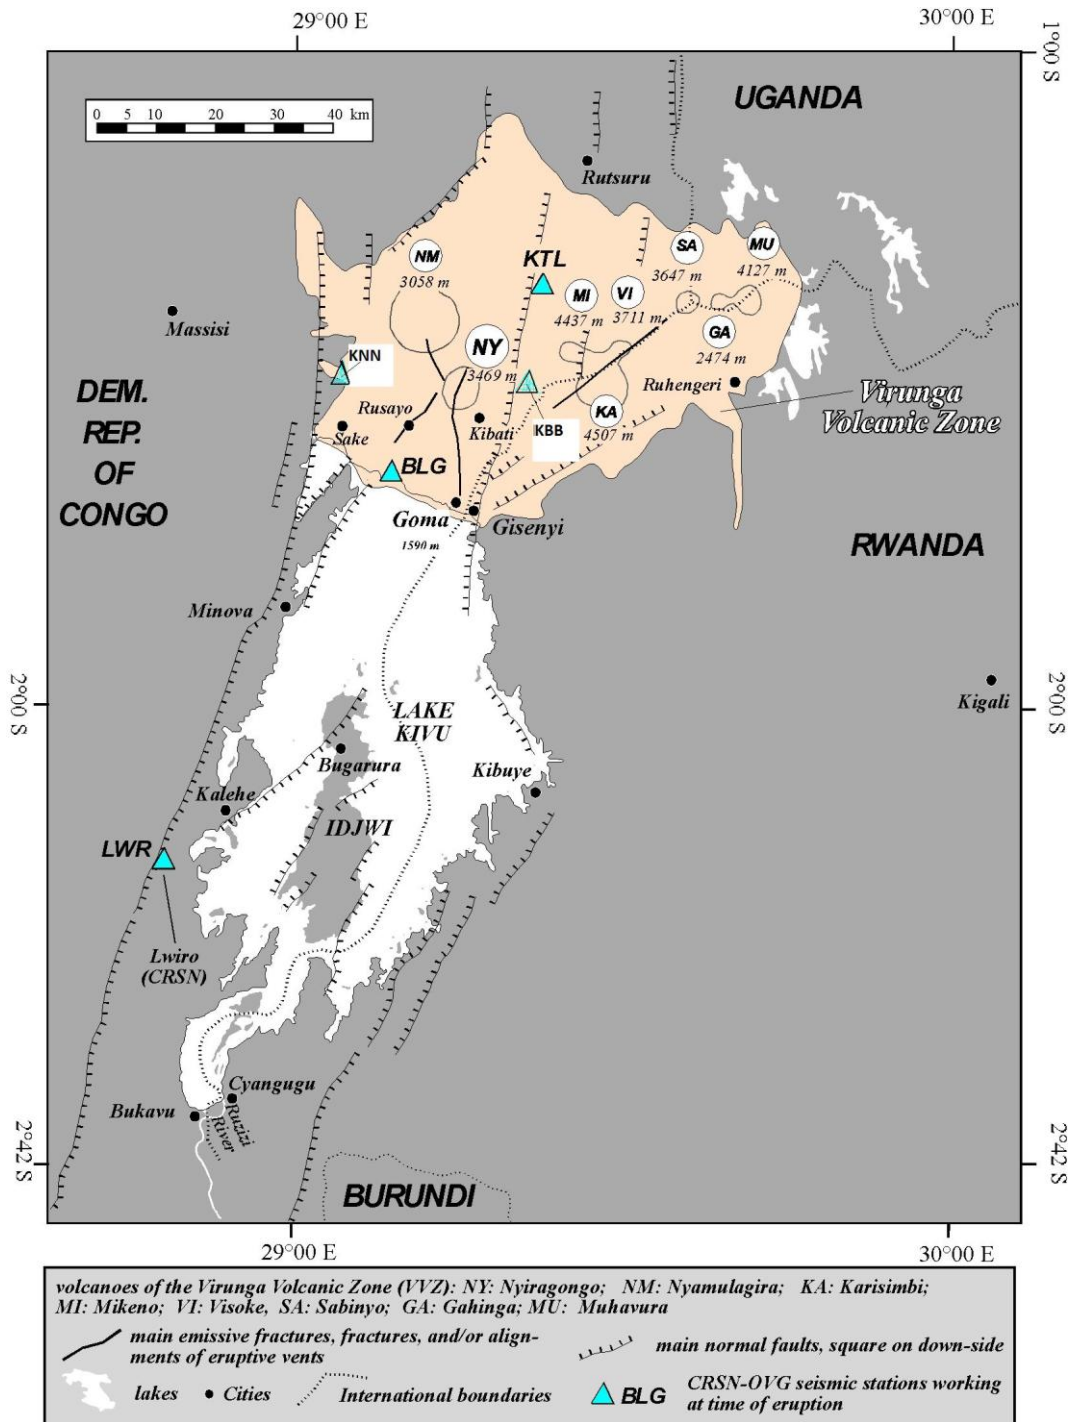 29°00 E
30°00 E
1°00 S
0 5 10 20 30 40 km
UGANDA
Rutsuru
NM
3058 m
KTL
SA
3647 m
MU
4127 m
MI
4437 m
VI
3711 m
Massisi
NY
3469 m
GA
2474 m
KNN
DEM.
REP.
OF
CONGO
Rusayo
Sake
Kibati
KBB
KA
4507 m
Ruhengeri
Virunga
Volcanic Zone
BLG
Goma
1590 m
Gisenyi
RWANDA
Minova
2°00 S
2°00 S
Kigali
LAKE
KIVU
Bugarura
Kibuye
Kalehe
IDJWI
LWR
Lwiro
(CRSN)
Cyangugu
Bukavu
Ruzizi
River
2°42 S
2°42 S
BURUNDI
29°00 E
30°00 E
volcanoes of the Virunga Volcanic Zone (VVZ): NY: Nyiragongo; NM: Nyamulagira; KA: Karisimbi;
MI: Mikeno; VI: Visoke, SA: Sabinyo; GA: Gahinga; MU: Muhavura
main emissive fractures, fractures, and/or align-
ments of eruptive vents
main normal faults, square on down-side
lakes
Cities
International boundaries
BLG
CRSN-OVG seismic stations working
at time of eruption